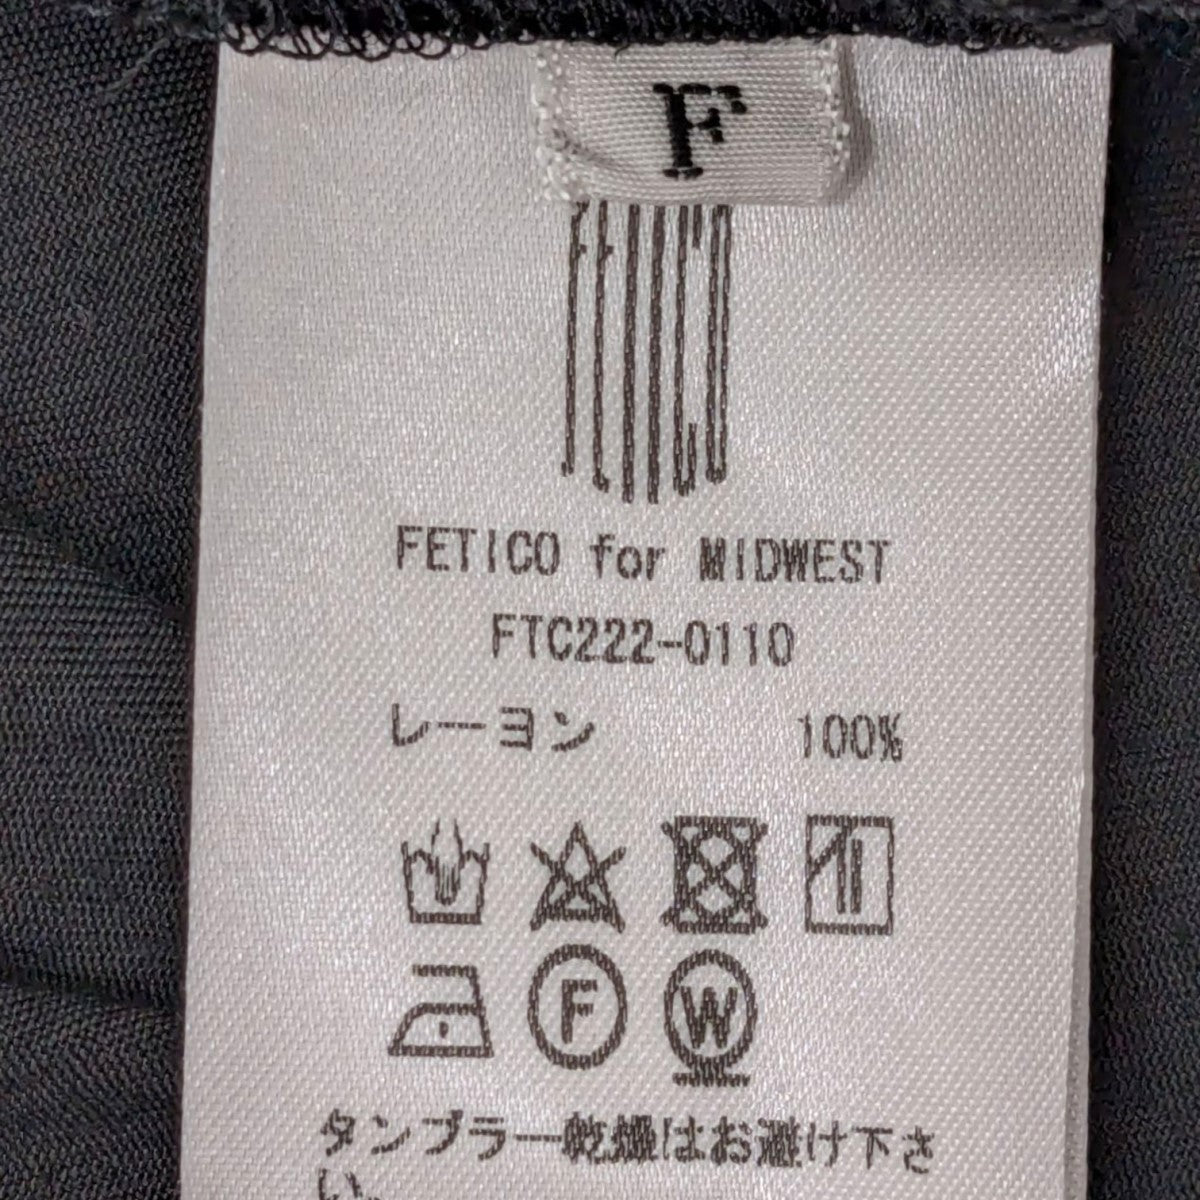 F
FETICO
FETICO for MIDWEST
FTC222-0110
レーヨン 100%
F W
タンブラー乾燥はお避け下さ
い